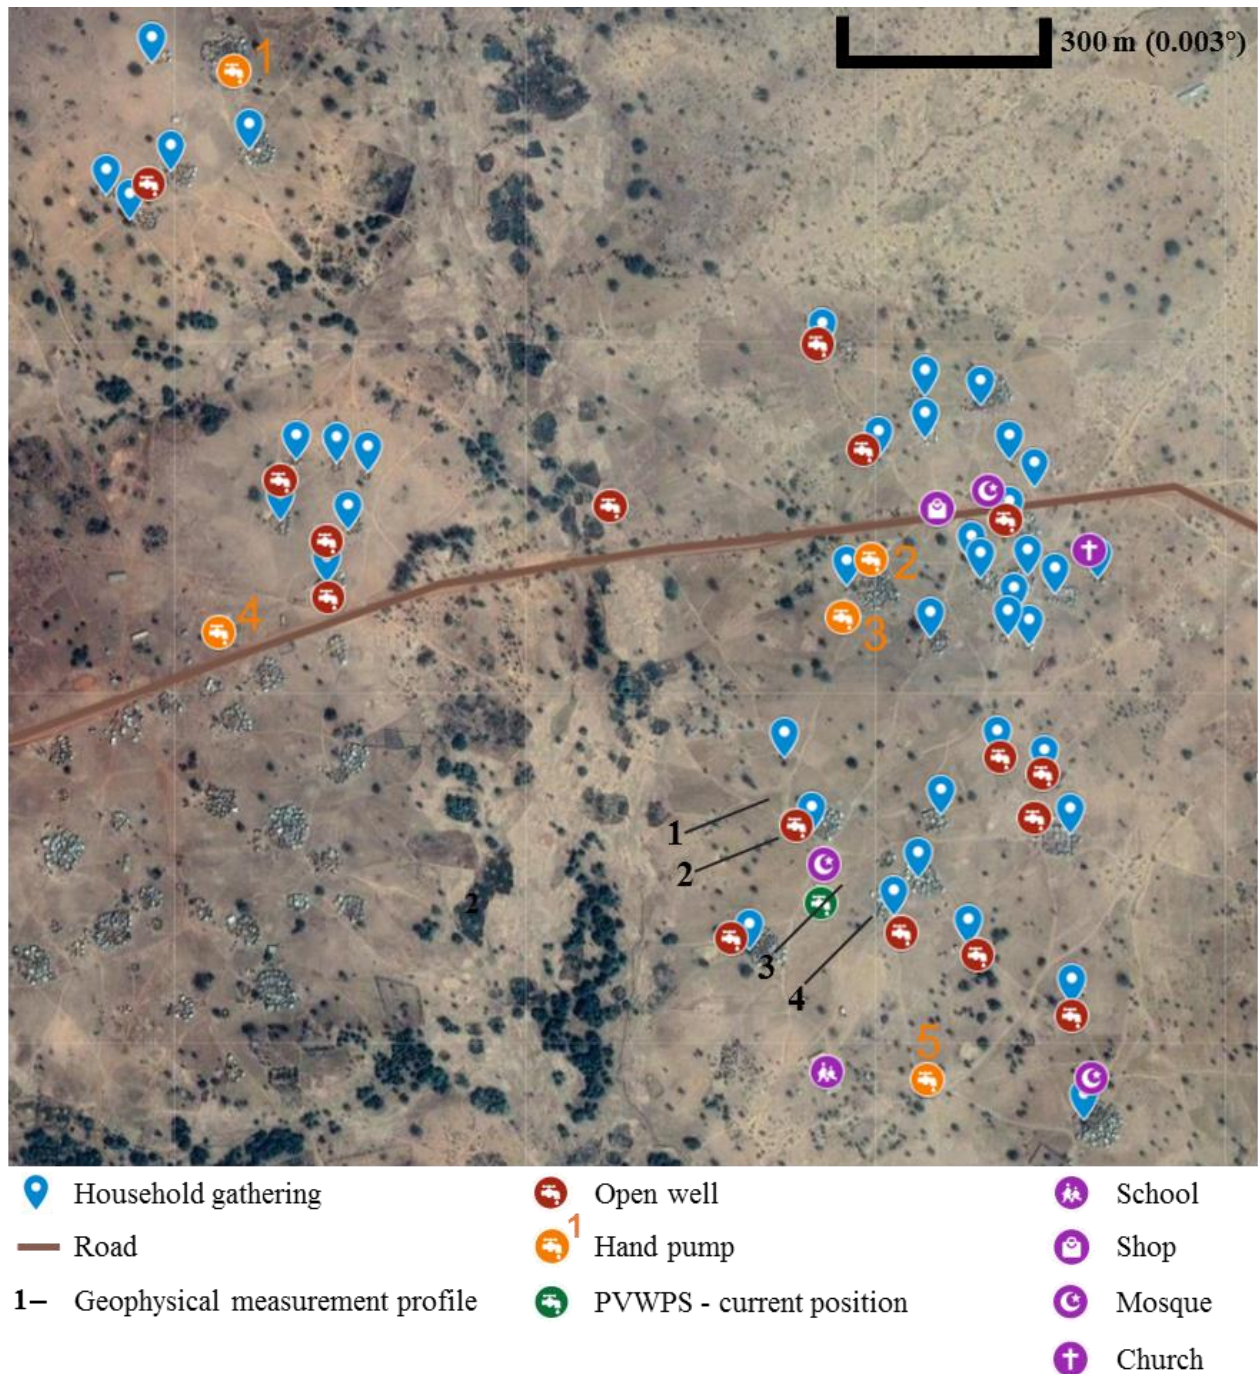 1
300 m (0.003°)
4
2
3
1
2
2
3
4
5
Household gathering
Open well
School
Road
1
Hand pump
Shop
1– Geophysical measurement profile
PVWPS - current position
Mosque
Church